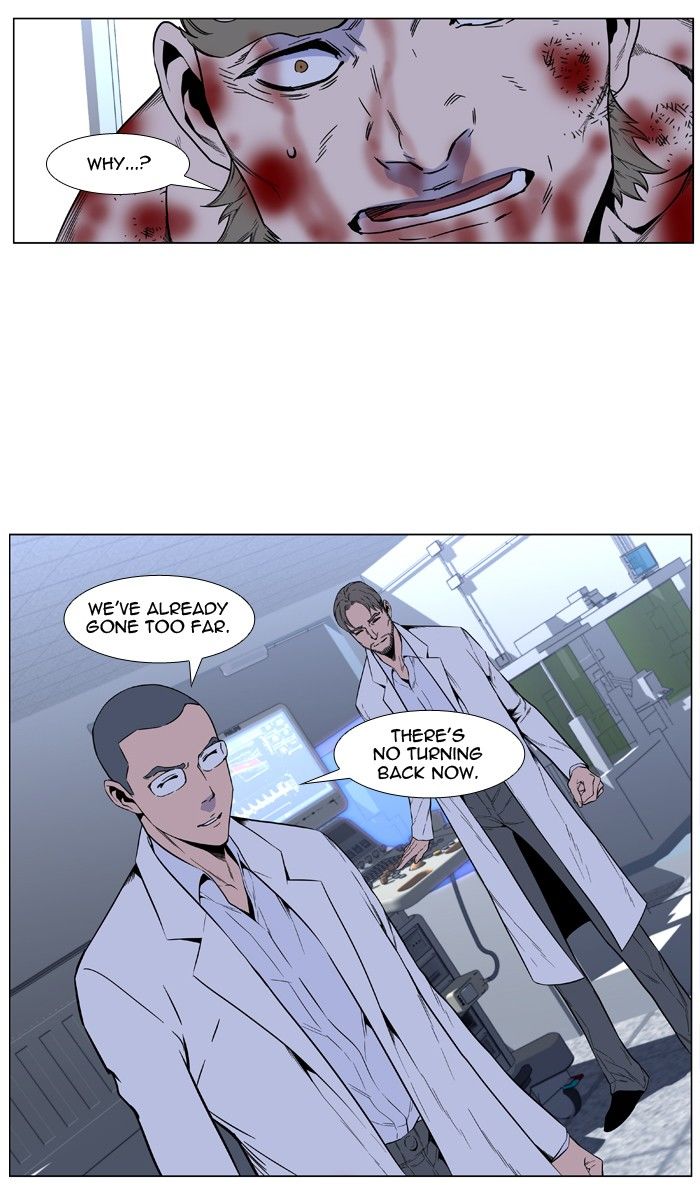 WHY...?
WE'VE ALREADY
GONE TOO FAR.
THERE'S
NO TURNING
BACK NOW.